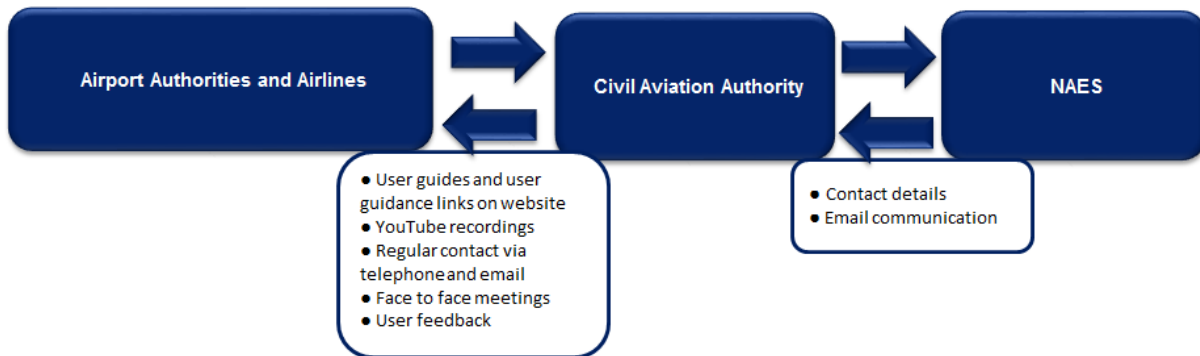 Airport Authorities and Airlines
Civil Aviation Authority
NAES
● User guides and user
guidance links on website
● YouTube recordings
● Regular contact via
telephone and email
● Face to face meetings
● User feedback
● Contact details
● Email communication